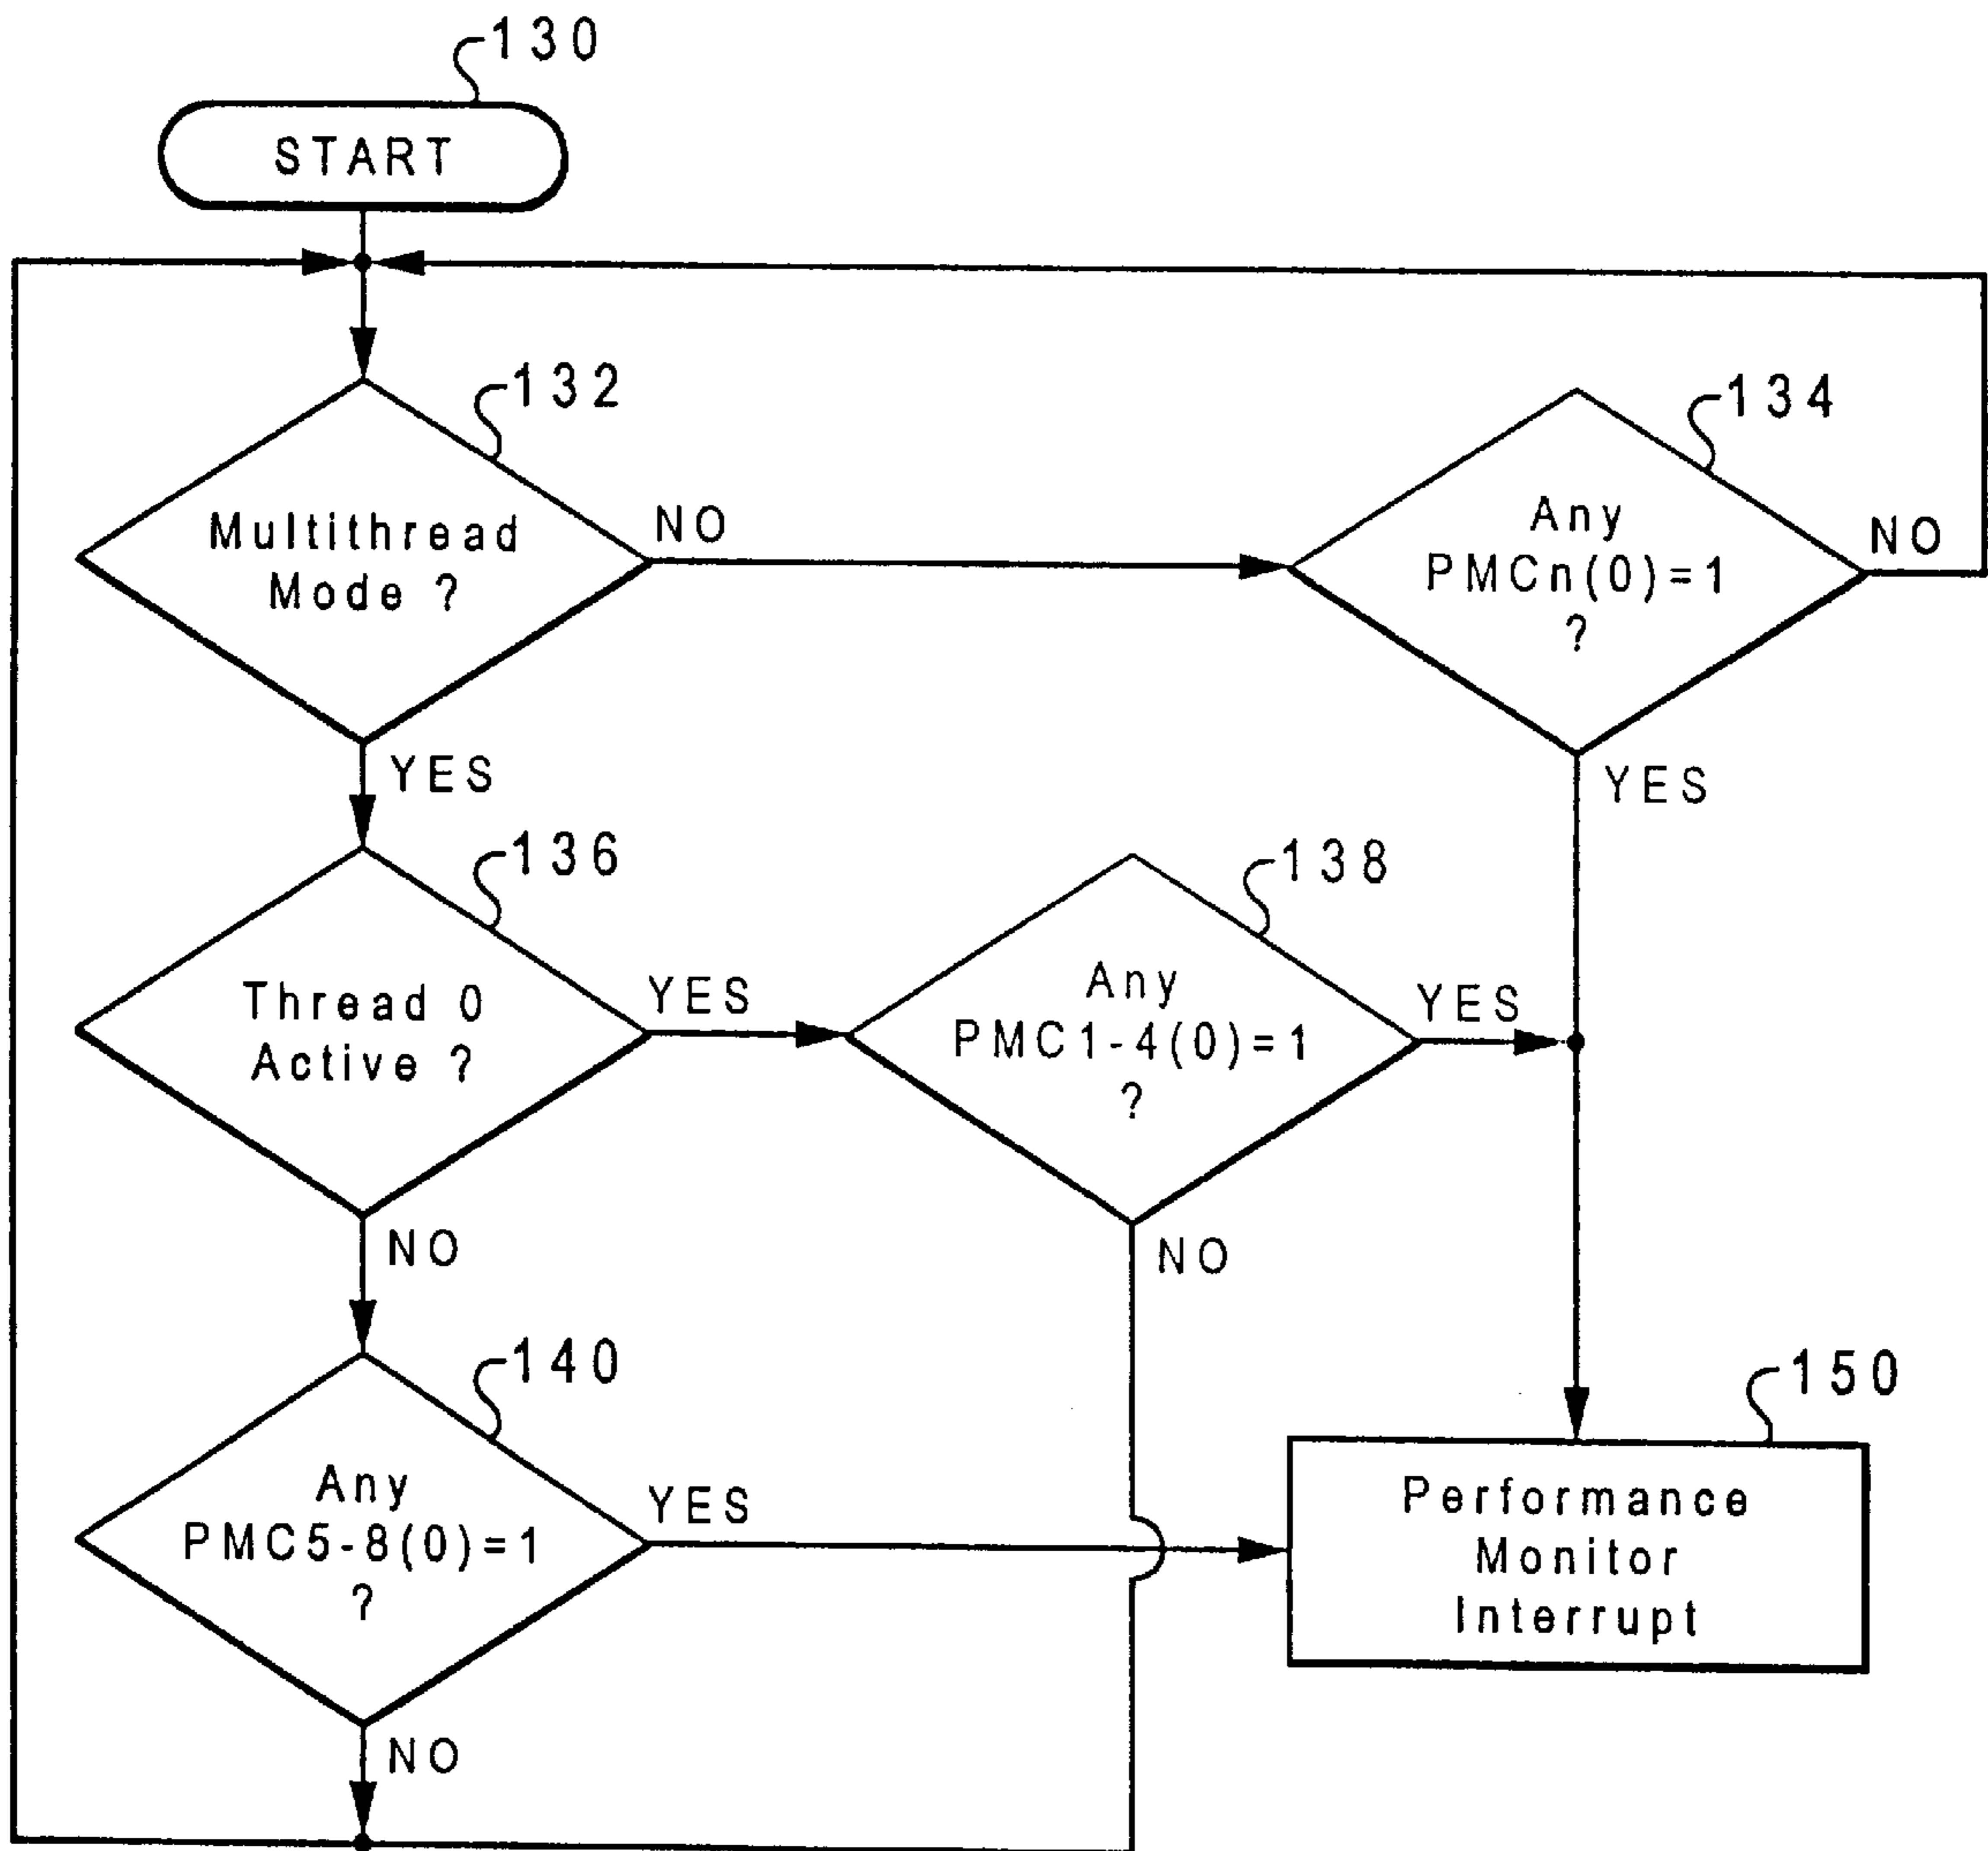 130
START
132
Multithread
Mode ?
NO
YES
134
Any
PMCn(0)=1
?
NO
YES
136
Thread 0
Active ?
YES
NO
138
Any
PMC1-4(0)=1
?
YES
NO
140
Any
PMC5-8(0)=1
?
YES
NO
150
Performance
Monitor
Interrupt